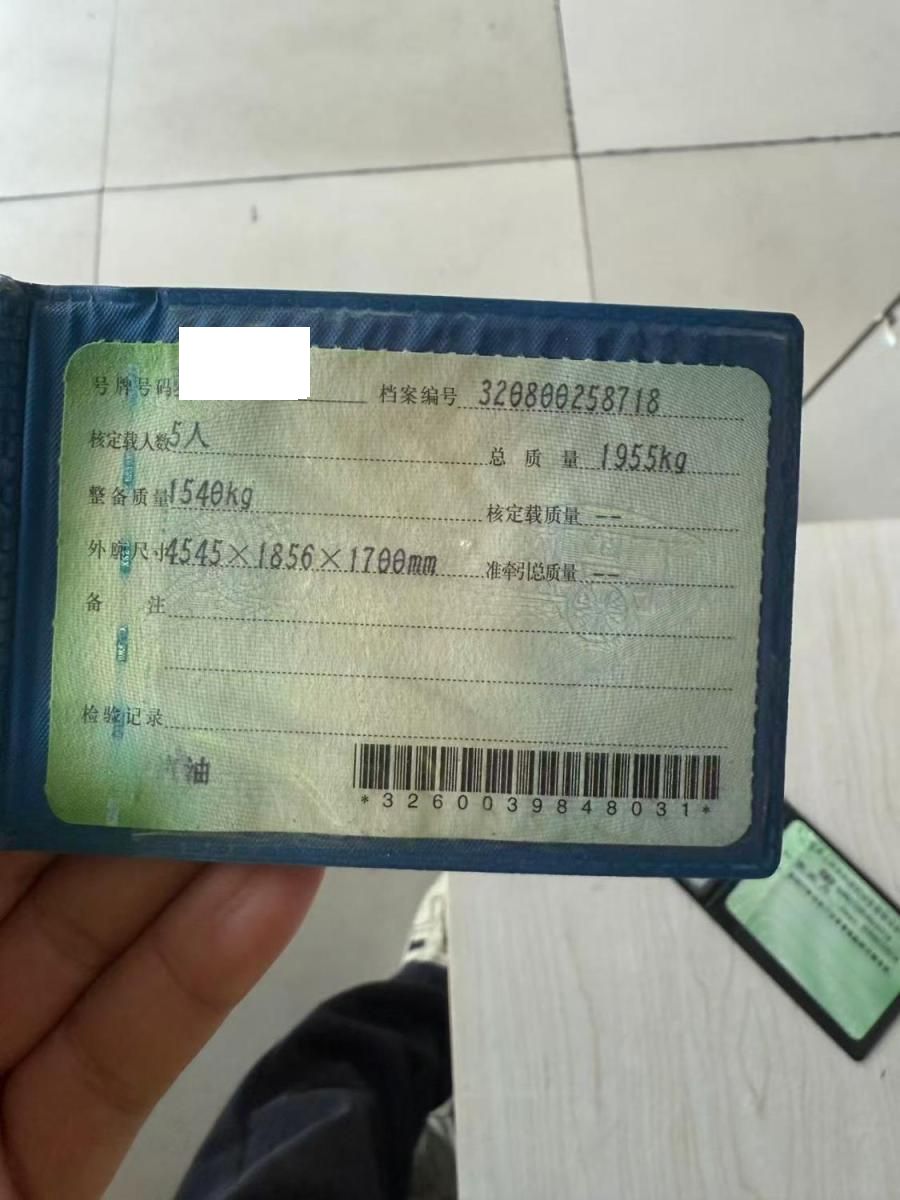 号牌号码 档案编号 320800258718
核定载人数 5人 总质量 1955kg
整备质量 1540kg 核定载质量 --
外廓尺寸 4545×1856×1700mm 准牵引总质量 --
备注
检验记录
汽油
*3260039848031*